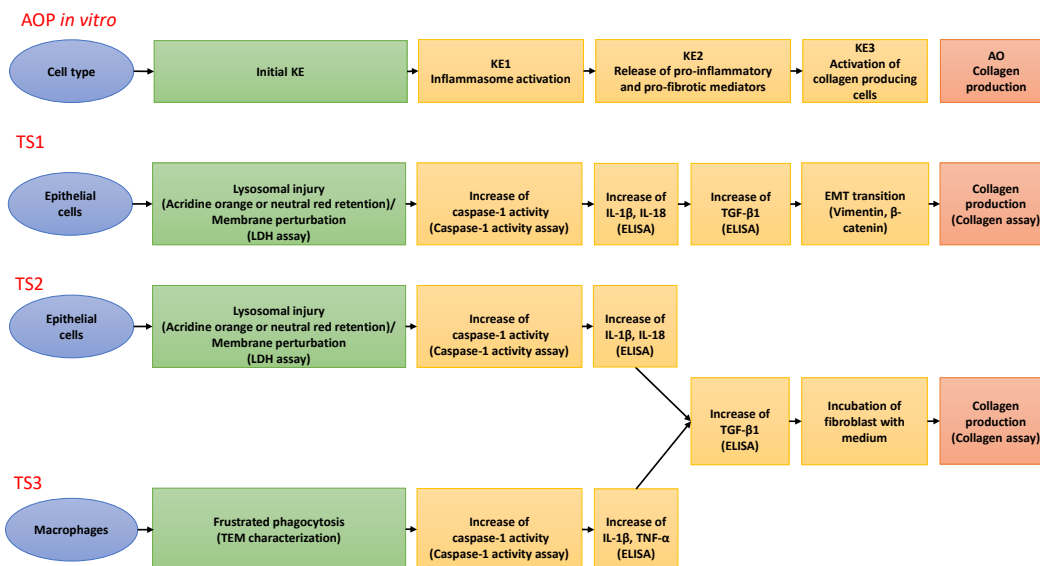 AOP in vitro
Cell type
Initial KE
KE1
Inflammasome activation
KE2
Release of pro-inflammatory
and pro-fibrotic mediators
KE3
Activation of
collagen producing
cells
AO
Collagen
production
TS1
Epithelial
cells
Lysosomal injury
(Acridine orange or neutral red retention)/
Membrane perturbation
(LDH assay)
Increase of
caspase-1 activity
(Caspase-1 activity assay)
Increase of
IL-1β, IL-18
(ELISA)
Increase of
TGF-β1
(ELISA)
EMT transition
(Vimentin, β-
catenin)
Collagen
production
(Collagen assay)
TS2
Epithelial
cells
Lysosomal injury
(Acridine orange or neutral red retention)/
Membrane perturbation
(LDH assay)
Increase of
caspase-1 activity
(Caspase-1 activity assay)
Increase of
IL-1β, IL-18
(ELISA)
Increase of
TGF-β1
(ELISA)
Incubation of
fibroblast with
medium
Collagen
production
(Collagen assay)
TS3
Macrophages
Frustrated phagocytosis
(TEM characterization)
Increase of
caspase-1 activity
(Caspase-1 activity assay)
Increase of
IL-1β, TNF-α
(ELISA)